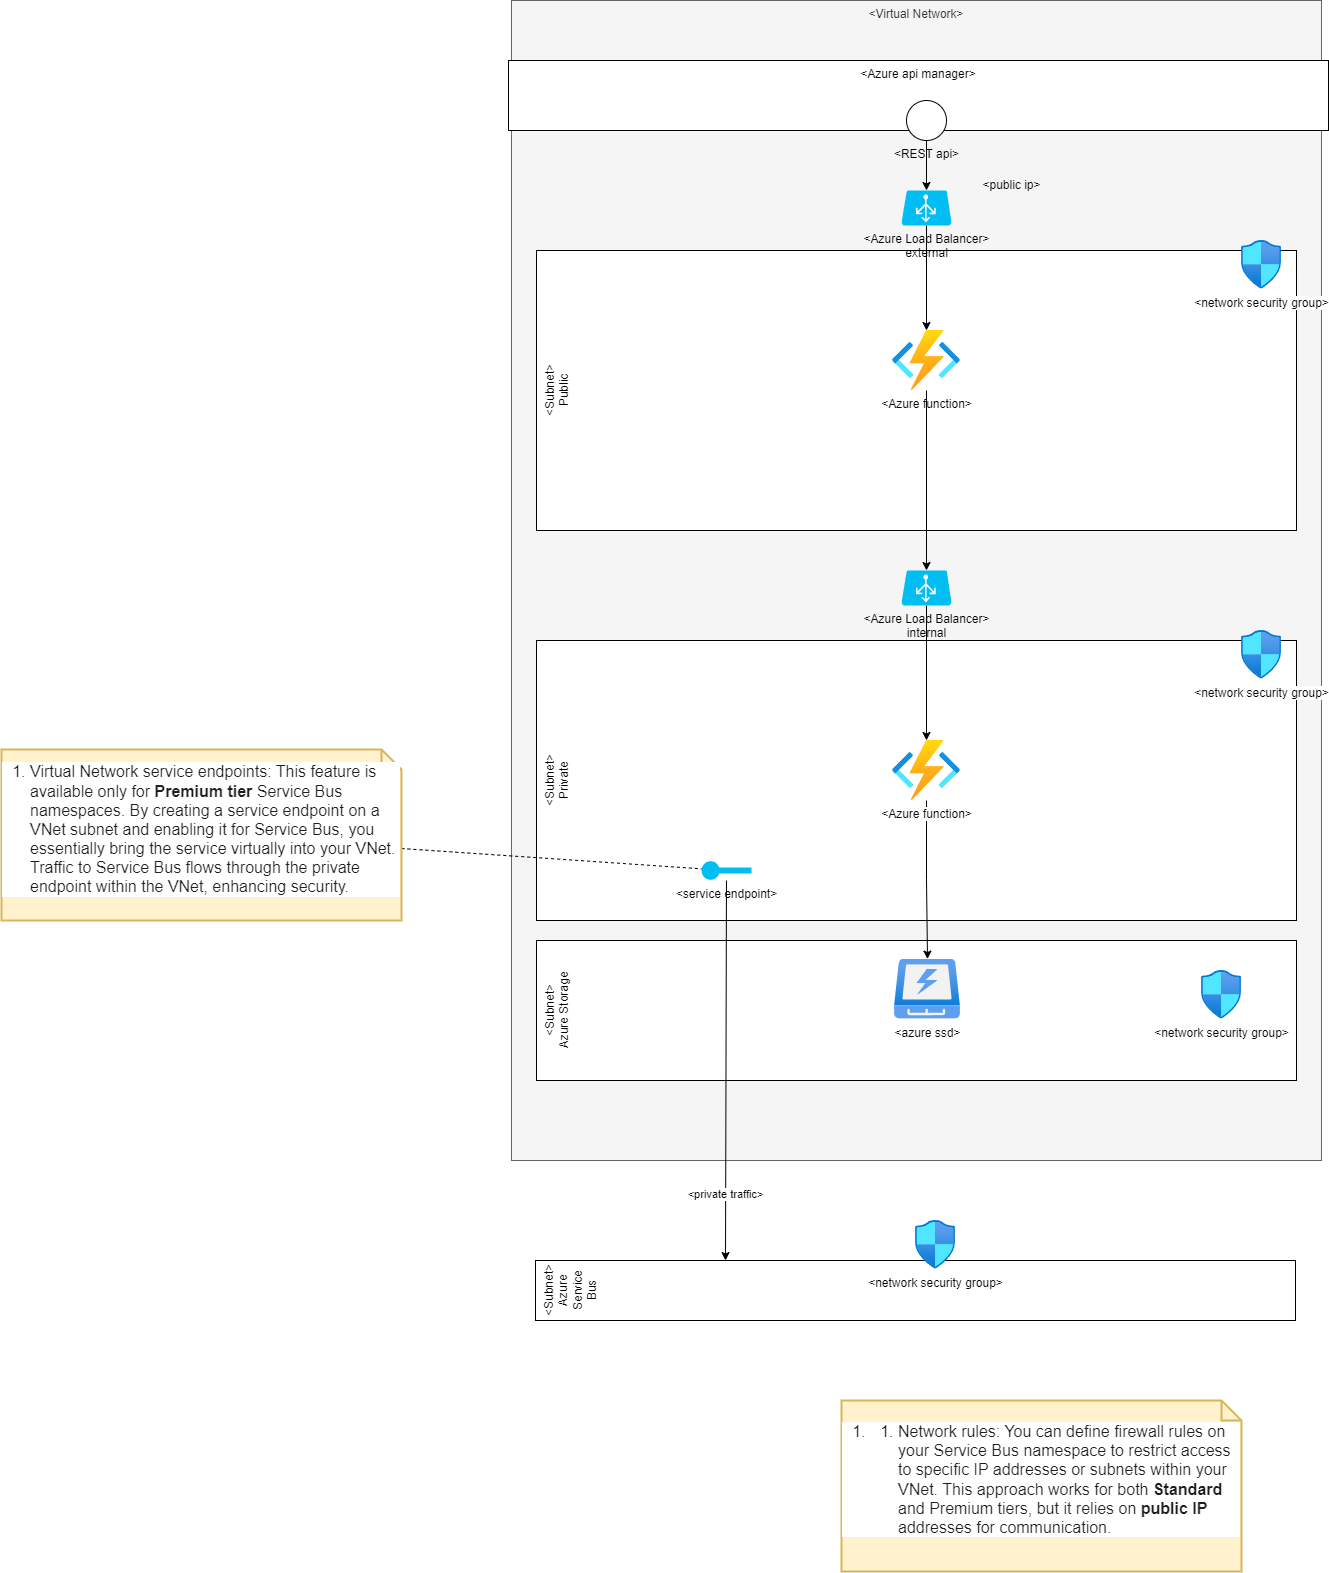 <Virtual Network>
<Azure api manager>
<REST api>
<public ip>
<Azure Load Balancer>
external
<network security group>
<Subnet>
Public
<Azure function>
<Azure Load Balancer>
internal
<network security group>
<Subnet>
Private
<Azure function>
1. Virtual Network service endpoints: This feature is
available only for Premium tier Service Bus
namespaces. By creating a service endpoint on a
VNet subnet and enabling it for Service Bus, you
essentially bring the service virtually into your VNet.
Traffic to Service Bus flows through the private
endpoint within the VNet, enhancing security.
<service endpoint>
<Subnet>
Azure Storage
<azure ssd>
<network security group>
<private traffic>
<Subnet>
Azure
Service
Bus
<network security group>
1. 1. Network rules: You can define firewall rules on
your Service Bus namespace to restrict access
to specific IP addresses or subnets within your
VNet. This approach works for both Standard
and Premium tiers, but it relies on public IP
addresses for communication.